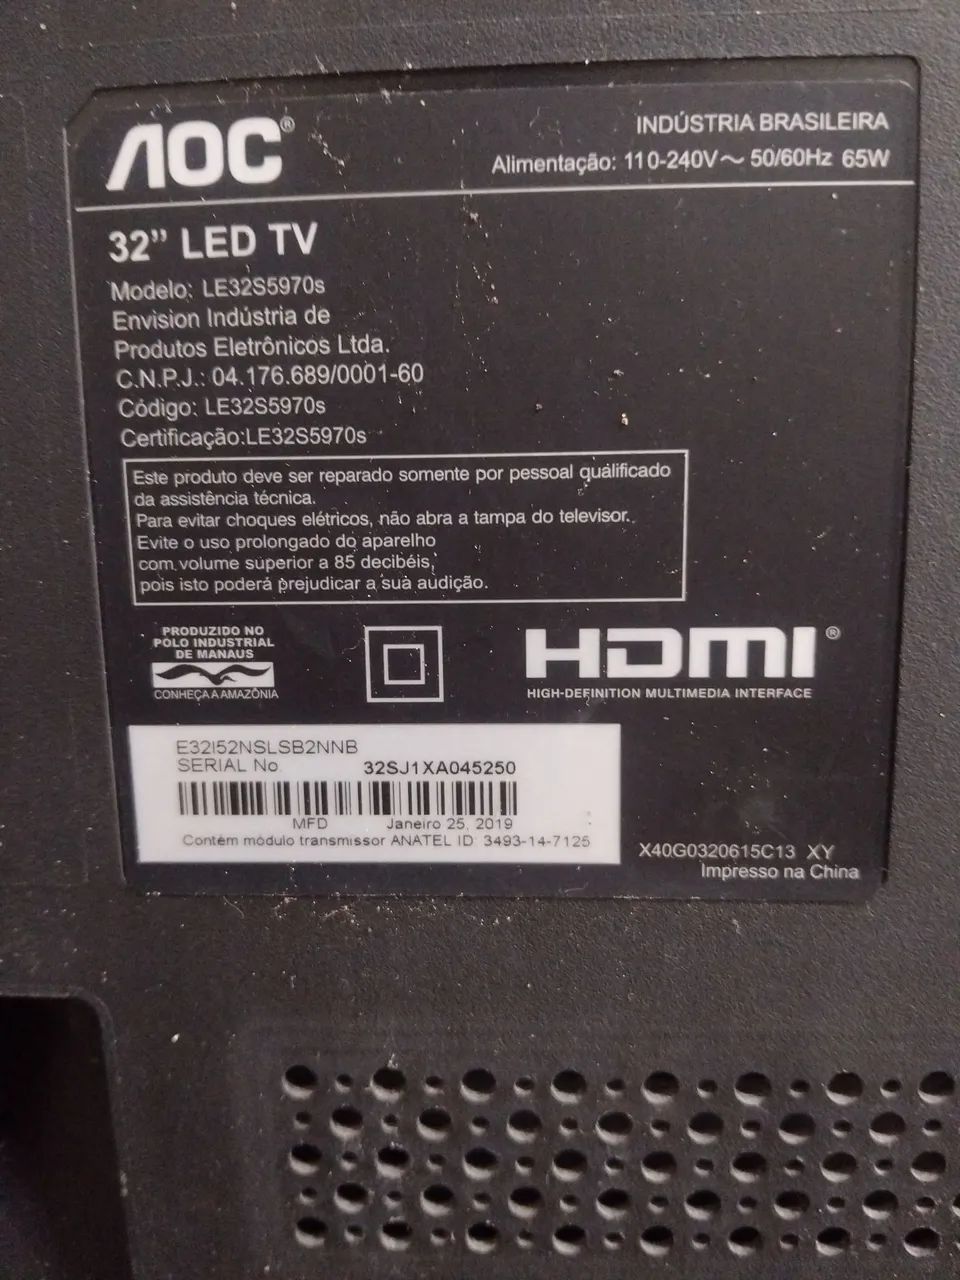 AOC®
INDÚSTRIA BRASILEIRA
Alimentação: 110-240V～ 50/60Hz 65W
32” LED TV
Modelo: LE32S5970s
Envision Indústria de
Produtos Eletrônicos Ltda.
C.N.P.J.: 04.176.689/0001-60
Código: LE32S5970s
Certificação:LE32S5970s
Este produto deve ser reparado somente por pessoal qualificado
da assistência técnica.
Para evitar choques elétricos, não abra a tampa do televisor.
Evite o uso prolongado do aparelho
com volume superior a 85 decibéis,
pois isto poderá prejudicar a sua audição.
PRODUZIDO NO
POLO INDUSTRIAL
DE MANAUS
CONHEÇA A AMAZÔNIA
HDMI®
HIGH-DEFINITION MULTIMEDIA INTERFACE
E32I52NSLSB2NNB
SERIAL No. 32SJ1XA045250
MFD Janeiro 25, 2019
Contém módulo transmissor ANATEL ID: 3493-14-7125
X40G0320615C13 XY
Impresso na China